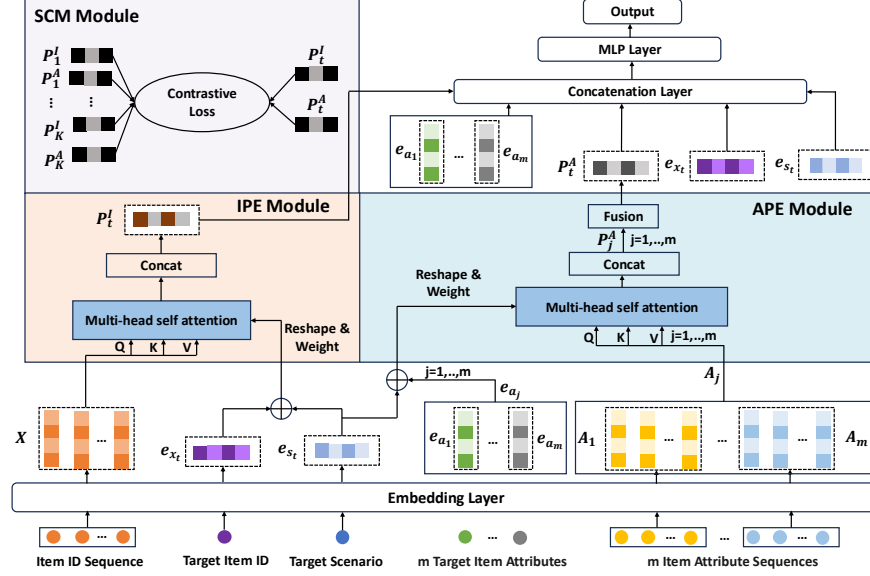 SCM Module
Output
MLP Layer
Concatenation Layer
P_1^I
P_1^A
⋮ ⋮
P_K^I
P_K^A
Contrastive
Loss
P_t^I
P_t^A
e_{a_1} ... e_{a_m}
P_t^A
e_{x_t}
e_{s_t}
IPE Module
P_t^I
Concat
Multi-head self attention
Q K V
Reshape &
Weight
APE Module
Fusion
P_j^A j=1,..,m
Concat
Reshape &
Weight
Multi-head self attention
Q K V j=1,..,m
A_j
j=1,..,m
e_{a_j}
X ...
e_{x_t}
e_{s_t}
e_{a_1} ... e_{a_m}
A_1 ... ... ... A_m
Embedding Layer
... ... ... ... ...
Item ID Sequence
Target Item ID
Target Scenario
m Target Item Attributes
m Item Attribute Sequences